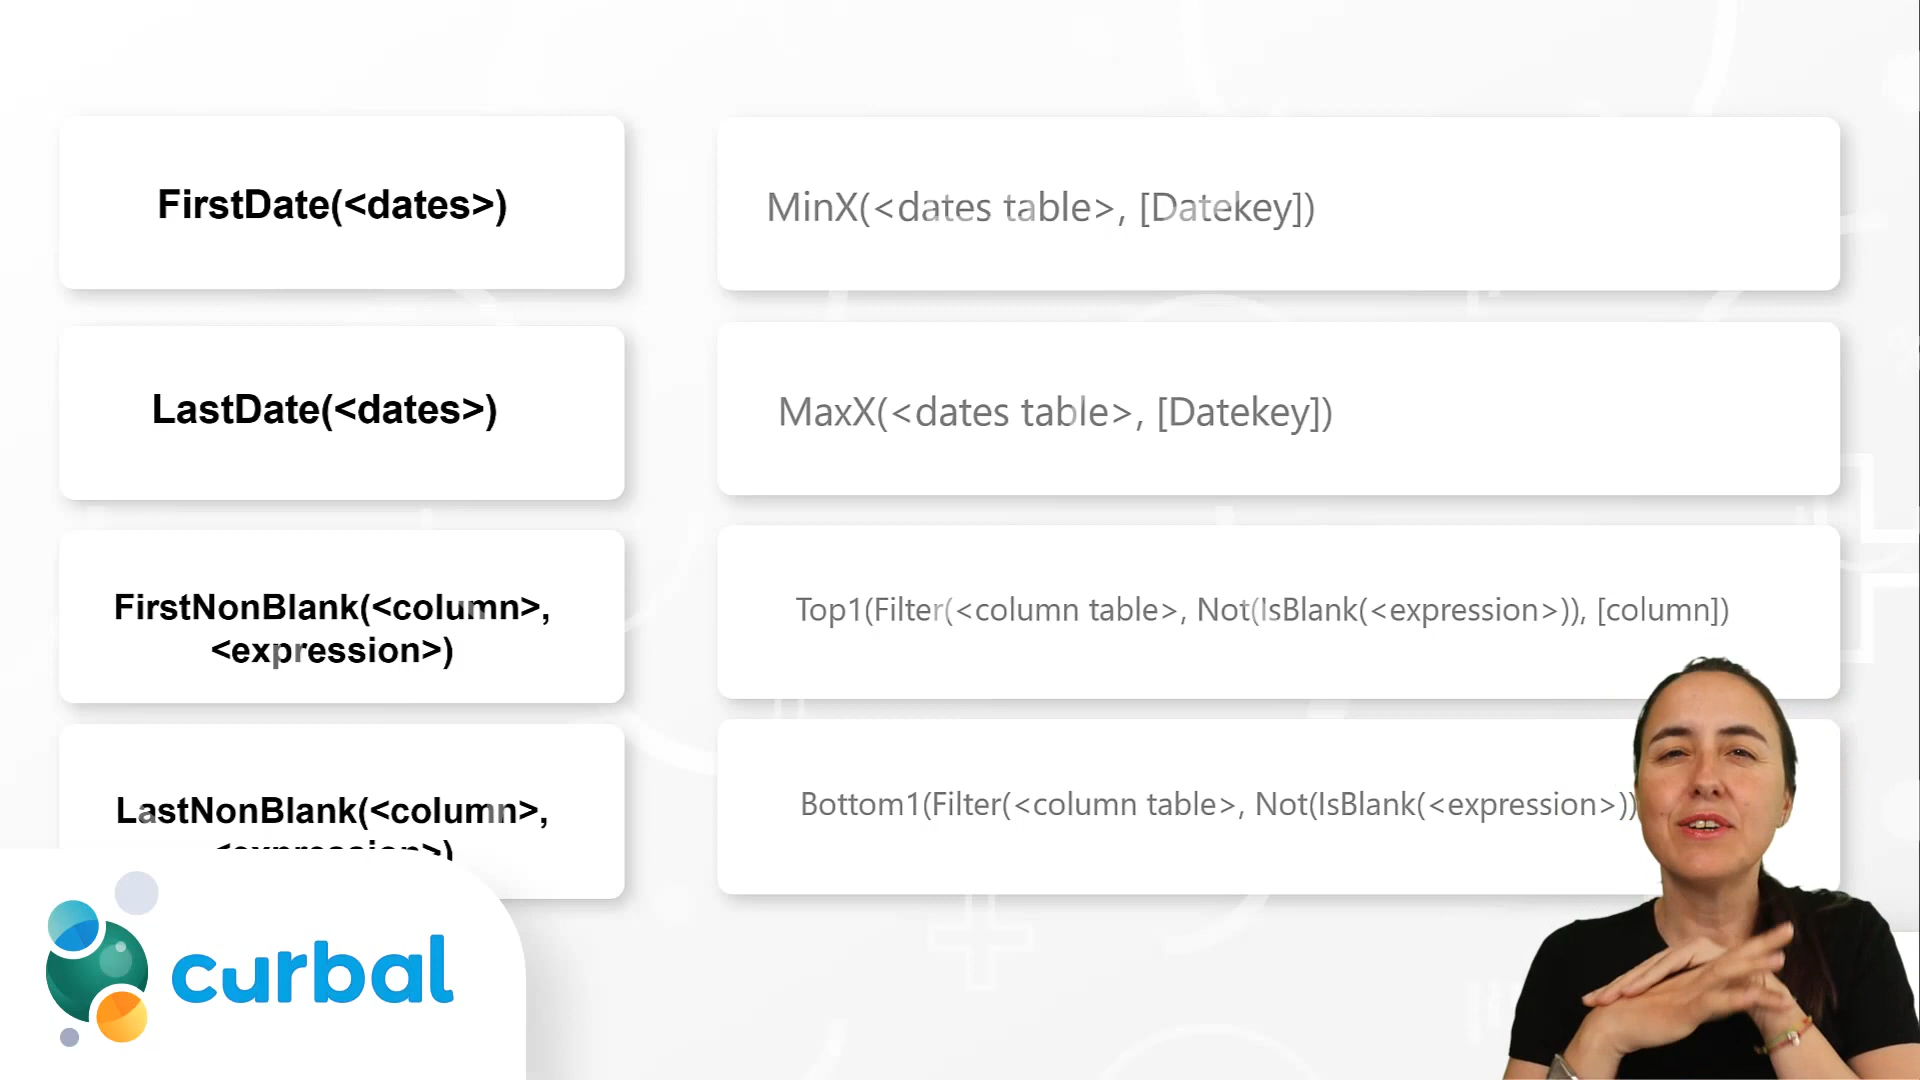 FirstDate(<dates>)
MinX(<dates table>, [Datekey])
LastDate(<dates>)
MaxX(<dates table>, [Datekey])
FirstNonBlank(<column>,
<expression>)
Top1(Filter(<column table>, Not(IsBlank(<expression>)), [column])
LastNonBlank(<column>,
<expression>)
Bottom1(Filter(<column table>, Not(IsBlank(<expression>))
curbal